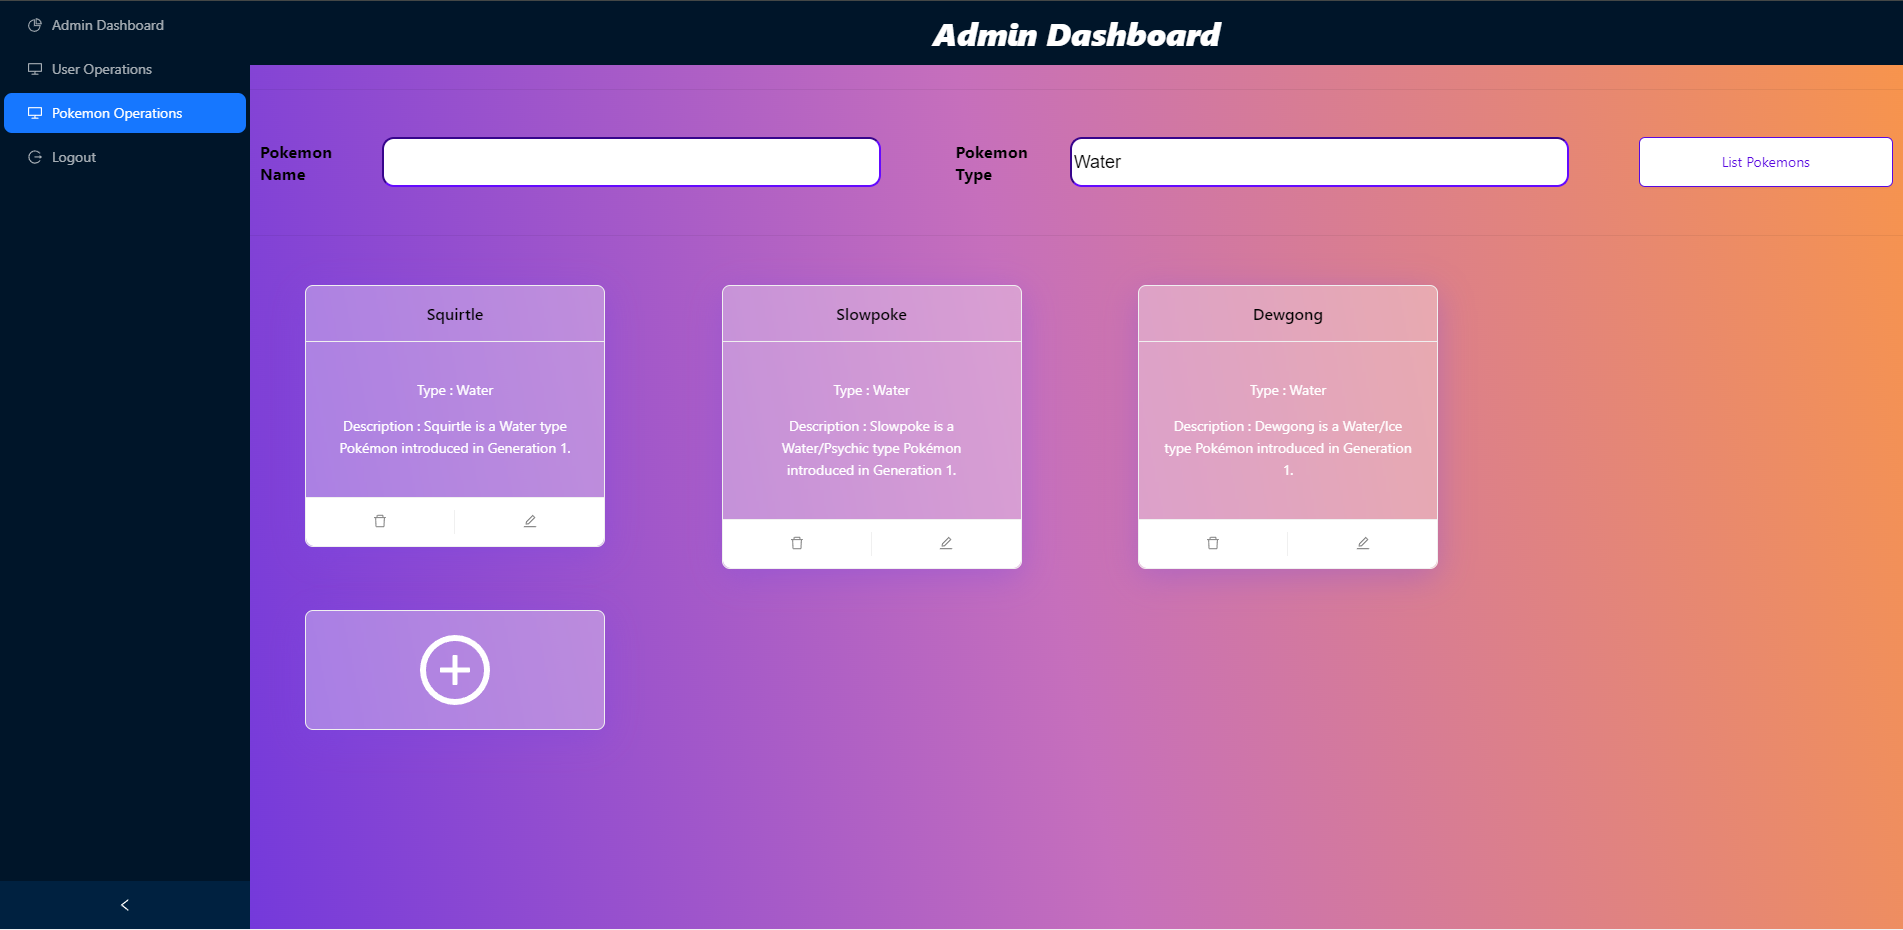 Admin Dashboard
User Operations
Pokemon Operations
Logout
Admin Dashboard
Pokemon
Name
Pokemon
Type
Water
List Pokemons
Squirtle
Type : Water
Description : Squirtle is a Water type
Pokémon introduced in Generation 1.
Slowpoke
Type : Water
Description : Slowpoke is a
Water/Psychic type Pokémon
introduced in Generation 1.
Dewgong
Type : Water
Description : Dewgong is a Water/Ice
type Pokémon introduced in Generation
1.